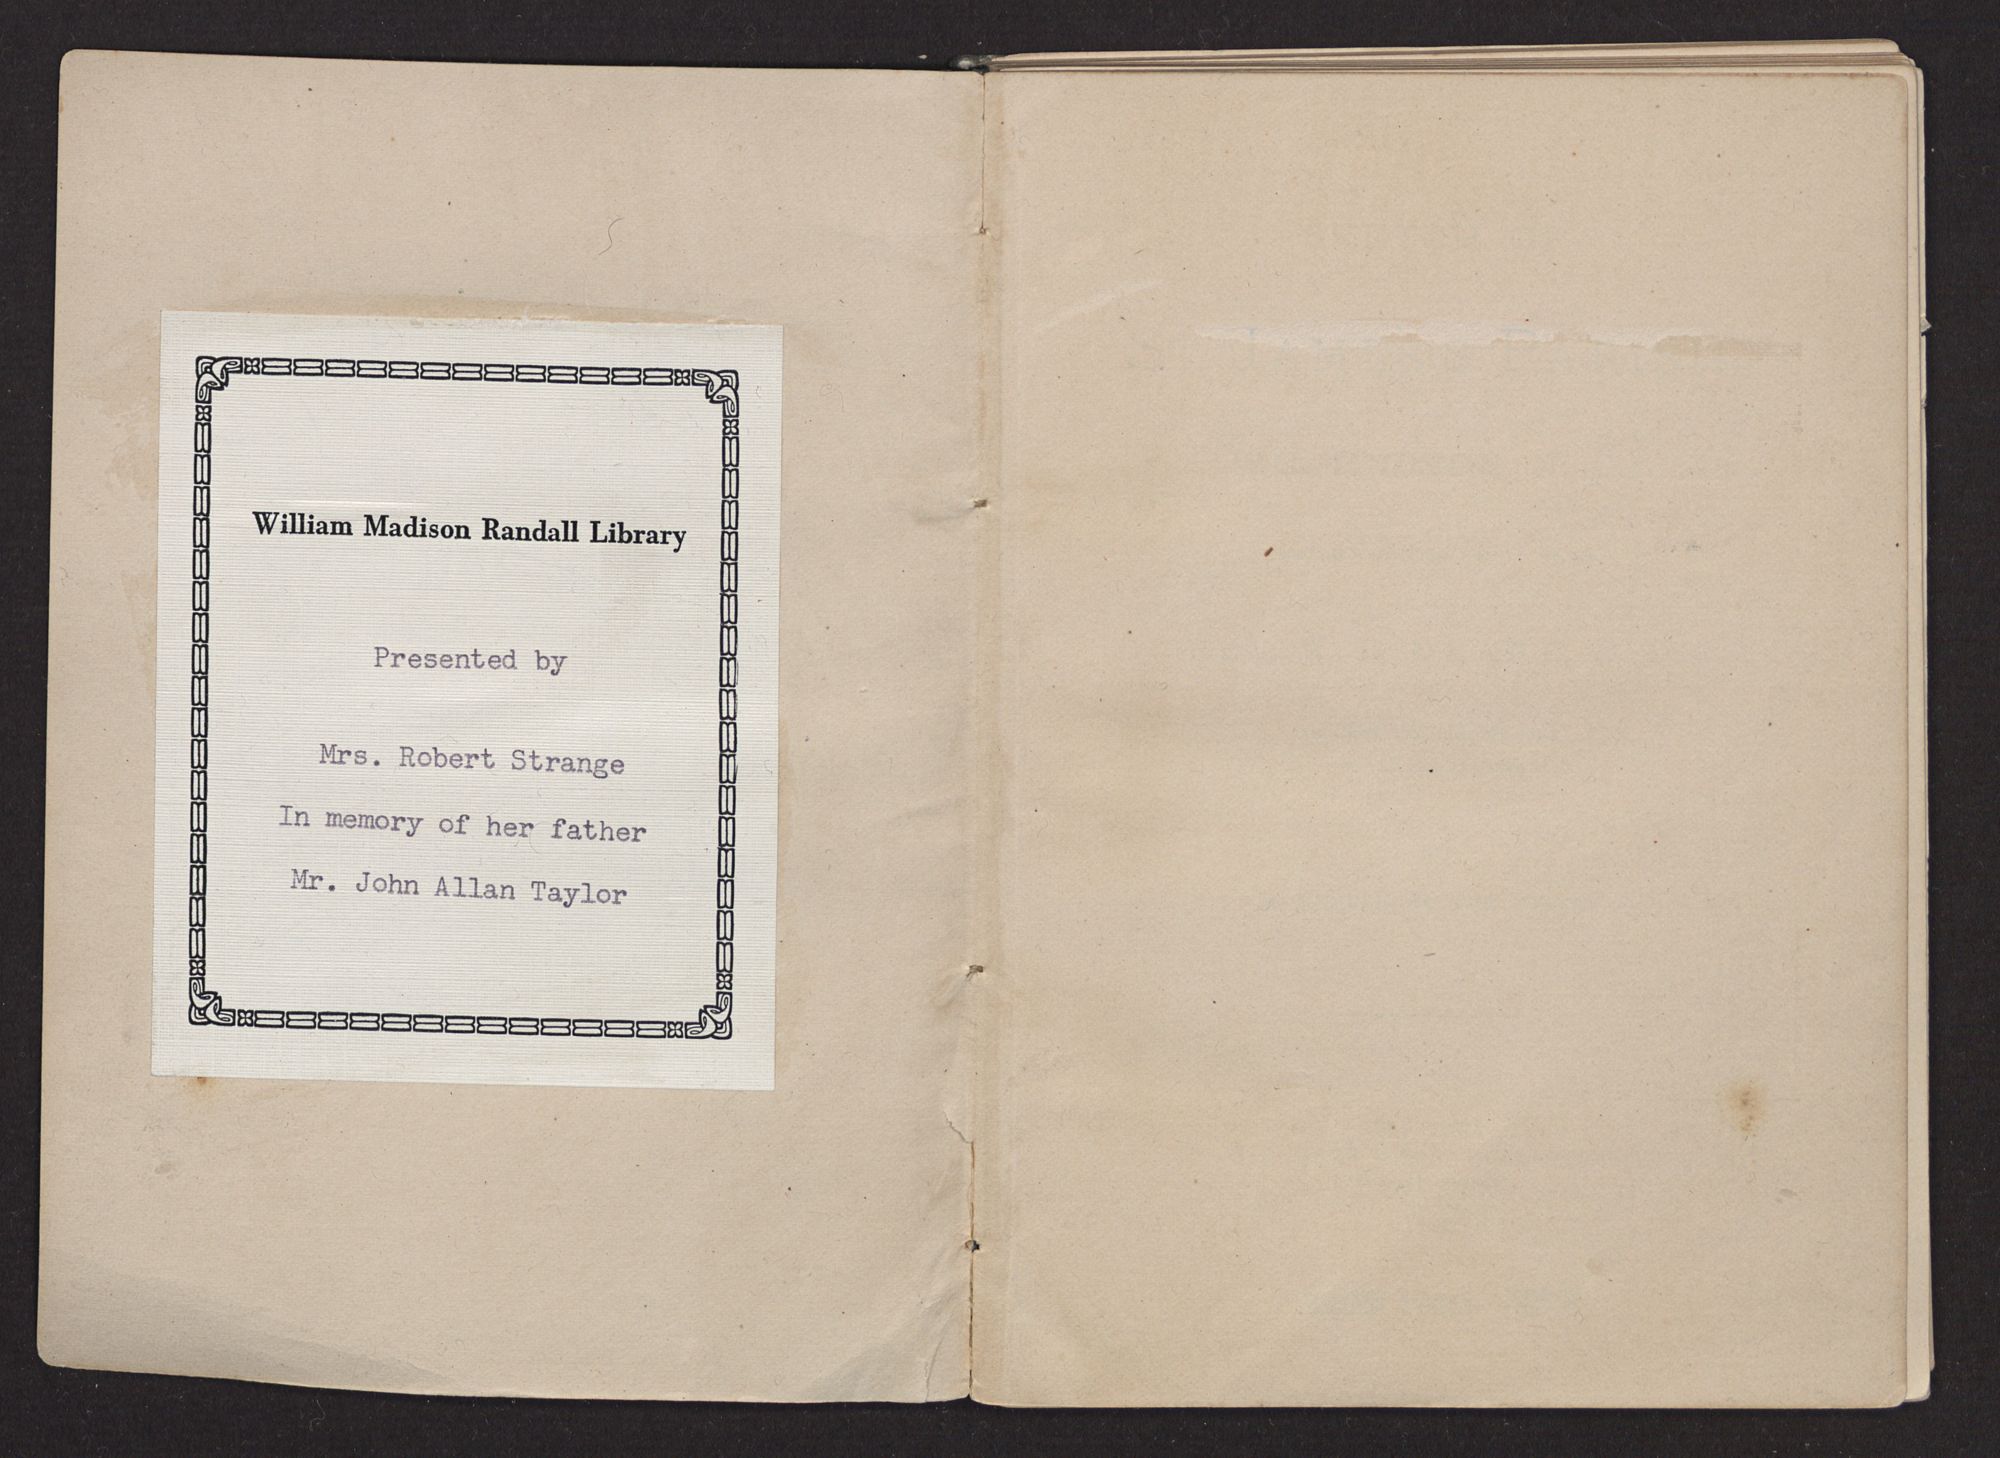 William Madison Randall Library
Presented by
Mrs. Robert Strange
In memory of her father
Mr. John Allan Taylor